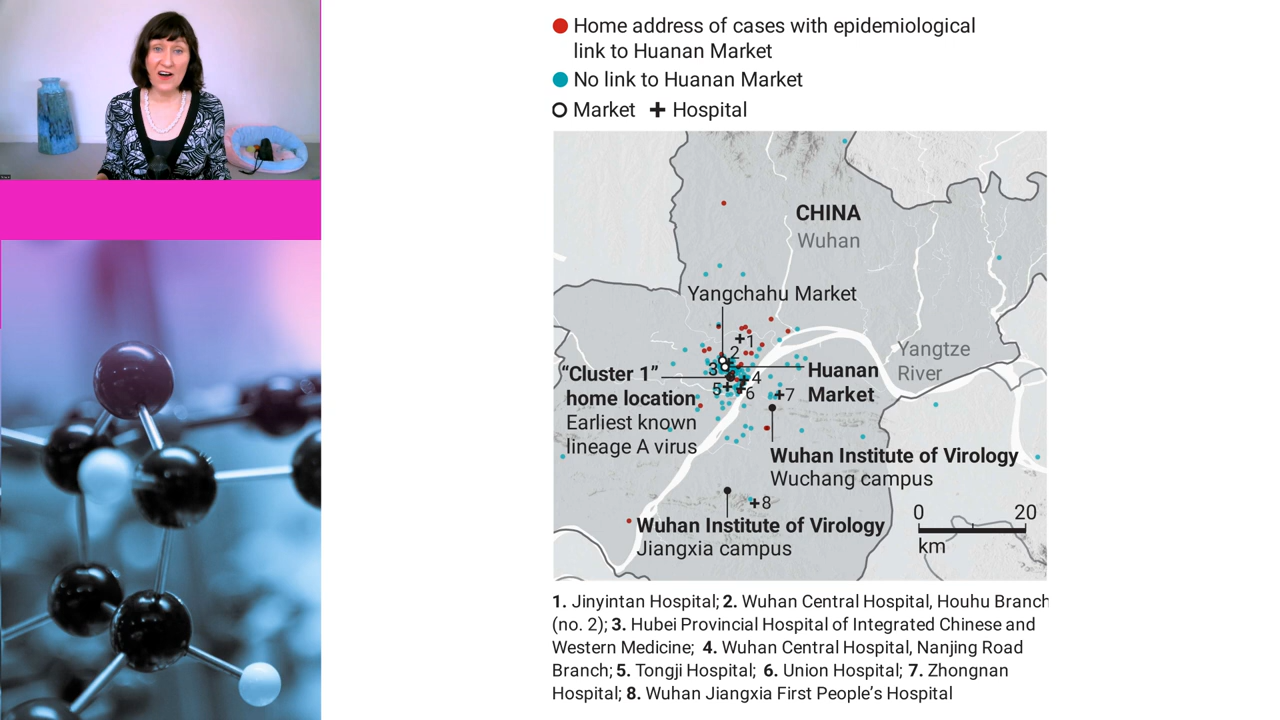 Home address of cases with epidemiological
link to Huanan Market
No link to Huanan Market
Market Hospital
CHINA
Wuhan
Yangchahu Market
1
2
Yangtze
River
3
"Cluster 1"
home location
Earliest known
lineage A virus
4
Huanan
Market
5
6
7
Wuhan Institute of Virology
Wuchang campus
8
Wuhan Institute of Virology
Jiangxia campus
0 20
km
1. Jinyintan Hospital; 2. Wuhan Central Hospital, Houhu Branch
(no. 2); 3. Hubei Provincial Hospital of Integrated Chinese and
Western Medicine; 4. Wuhan Central Hospital, Nanjing Road
Branch; 5. Tongji Hospital; 6. Union Hospital; 7. Zhongnan
Hospital; 8. Wuhan Jiangxia First People's Hospital